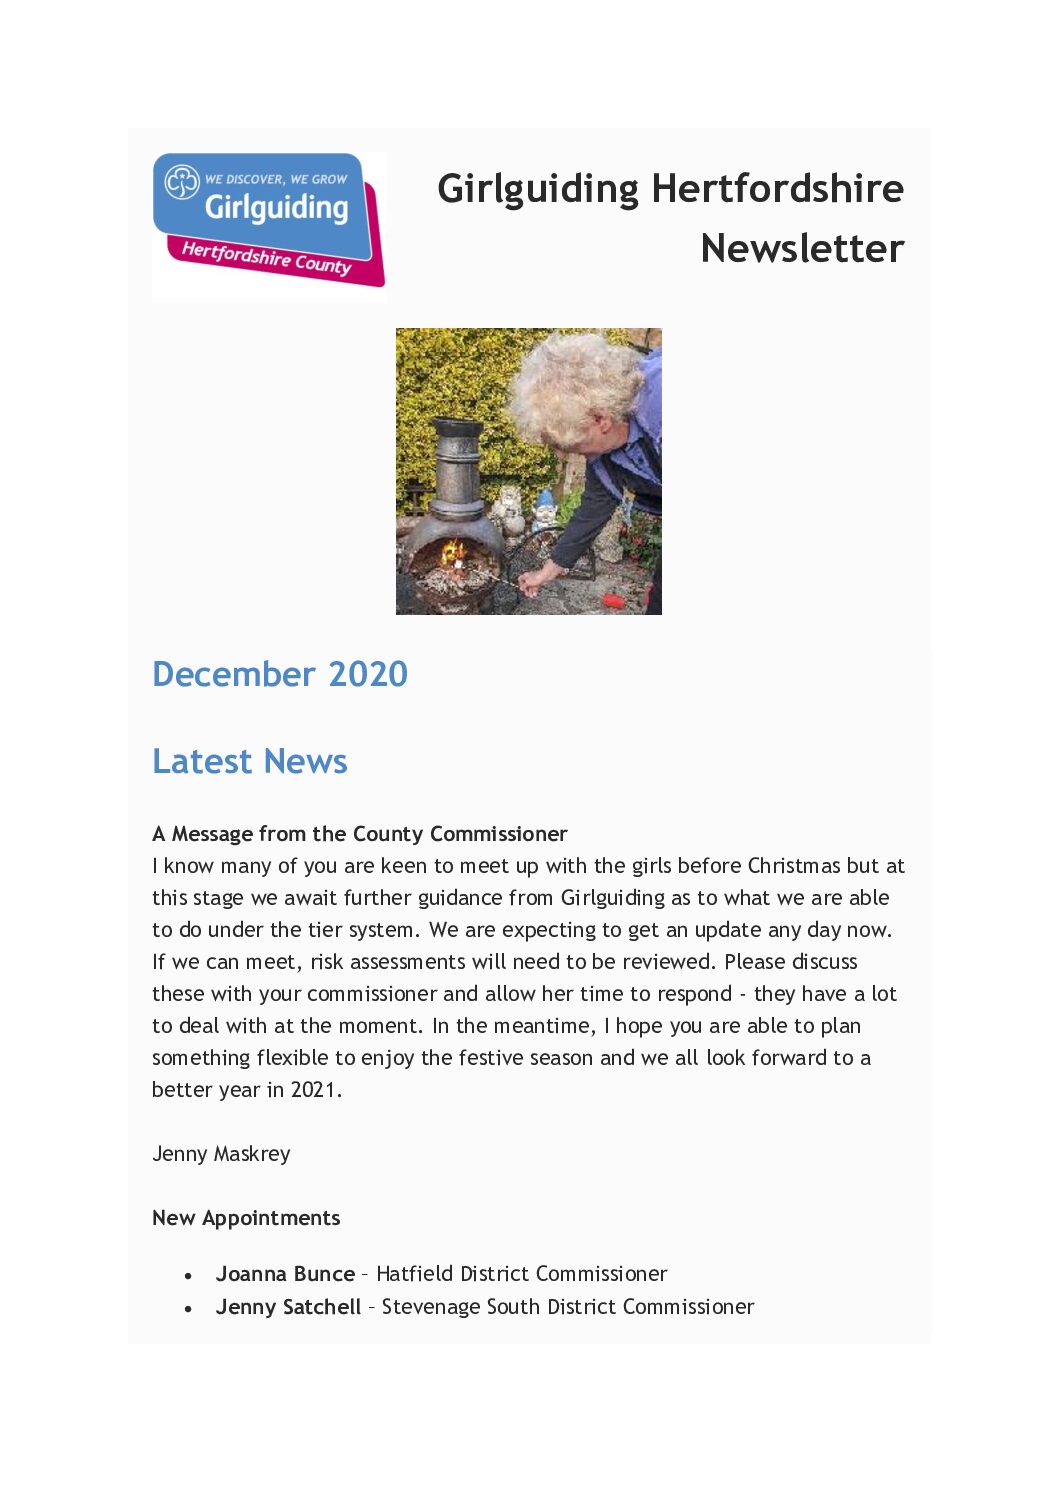 WE DISCOVER, WE GROW
Girlguiding
Hertfordshire County
Girlguiding Hertfordshire
Newsletter
December 2020
Latest News
A Message from the County Commissioner
I know many of you are keen to meet up with the girls before Christmas but at
this stage we await further guidance from Girlguiding as to what we are able
to do under the tier system. We are expecting to get an update any day now.
If we can meet, risk assessments will need to be reviewed. Please discuss
these with your commissioner and allow her time to respond - they have a lot
to deal with at the moment. In the meantime, I hope you are able to plan
something flexible to enjoy the festive season and we all look forward to a
better year in 2021.
Jenny Maskrey
New Appointments
• Joanna Bunce – Hatfield District Commissioner
• Jenny Satchell – Stevenage South District Commissioner